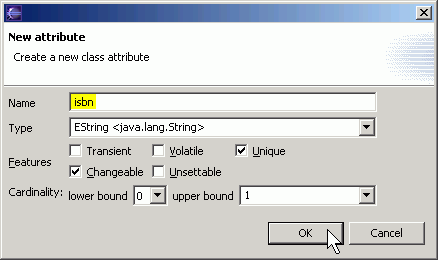 New attribute
Create a new class attribute
Name isbn
Type EString <java.lang.String>
Features Transient Volatile Unique
Changeable Unsettable
Cardinality: lower bound 0 upper bound 1
OK Cancel